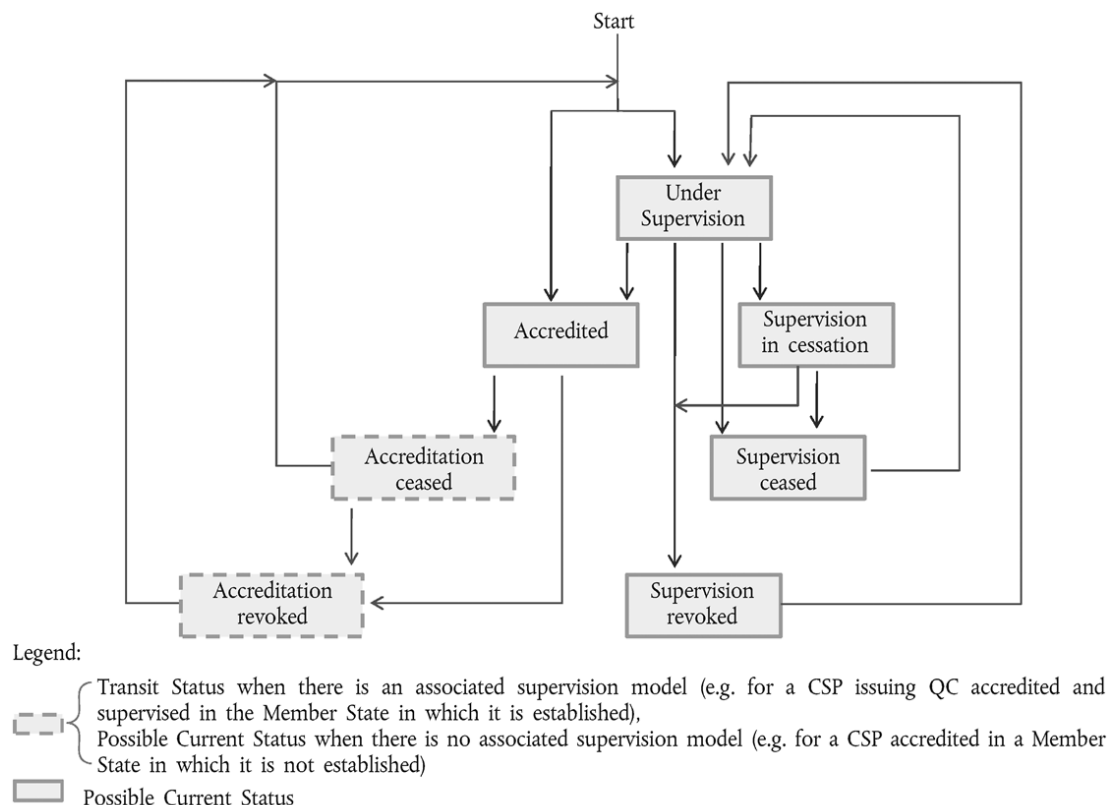 Start
Under
Supervision
Accredited
Supervision
in cessation
Accreditation
ceased
Supervision
ceased
Accreditation
revoked
Supervision
revoked
Legend:
Transit Status when there is an associated supervision model (e.g. for a CSP issuing QC accredited and
supervised in the Member State in which it is established),
Possible Current Status when there is no associated supervision model (e.g. for a CSP accredited in a Member
State in which it is not established)
Possible Current Status